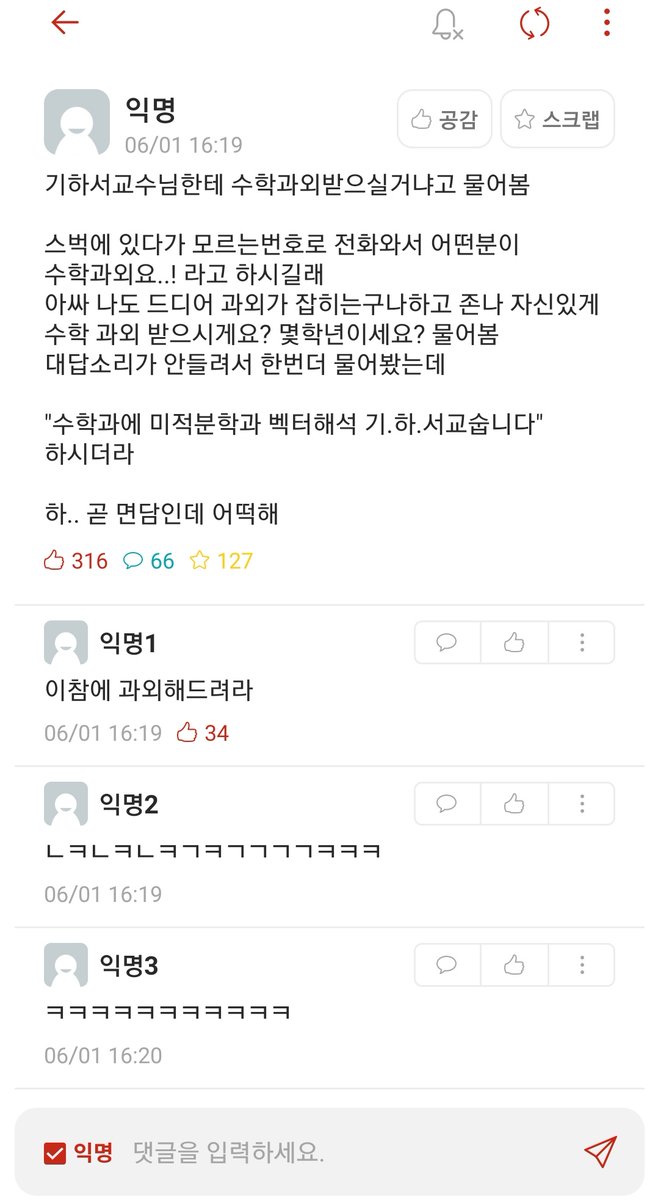 익명
06/01 16:19
공감
스크랩
기하서교수님한테 수학과외받으실거냐고 물어봄
스벅에 있다가 모르는번호로 전화와서 어떤분이
수학과외요..! 라고 하시길래
아싸 나도 드디어 과외가 잡히는구나하고 존나 자신있게
수학 과외 받으시게요? 몇학년이세요? 물어봄
대답소리가 안들려서 한번더 물어봤는데
"수학과에 미적분학과 벡터해석 기.하.서교숩니다"
하시더라
하.. 곧 면담인데 어떡해
316 66 127
익명1
이참에 과외해드려라
06/01 16:19 34
익명2
ㄴㅋㄴㅋㄴㅋㄱㅋㄱㄱㄱㄱㅋㅋㅋ
06/01 16:19
익명3
ㅋㅋㅋㅋㅋㅋㅋㅋㅋㅋㅋ
06/01 16:20
익명 댓글을 입력하세요.